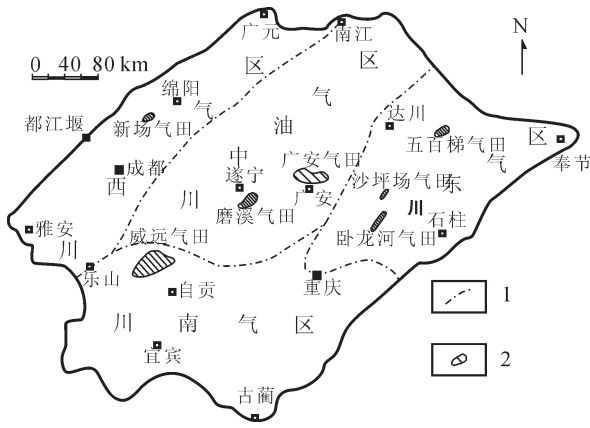 广元
南江
N
0 40 80 km
绵阳
都江堰
新场气田
成都
达川
五百梯气田
奉节
广安气田
遂宁
广安
磨溪气田
沙坪场气田
卧龙河气田
石柱
雅安
威远气田
乐山
自贡
重庆
宜宾
古蔺
川西气区
川中油气区
川东气区
川南气区
1
2